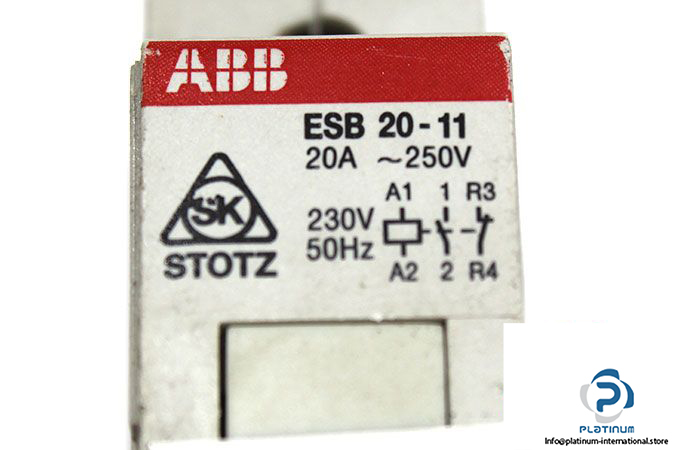 ABB
ESB 20-11
20A ~250V
A1 1 R3
230V
50Hz
A2 2 R4
SK
STOTZ
PLATINUM
Info@platinum-international.store